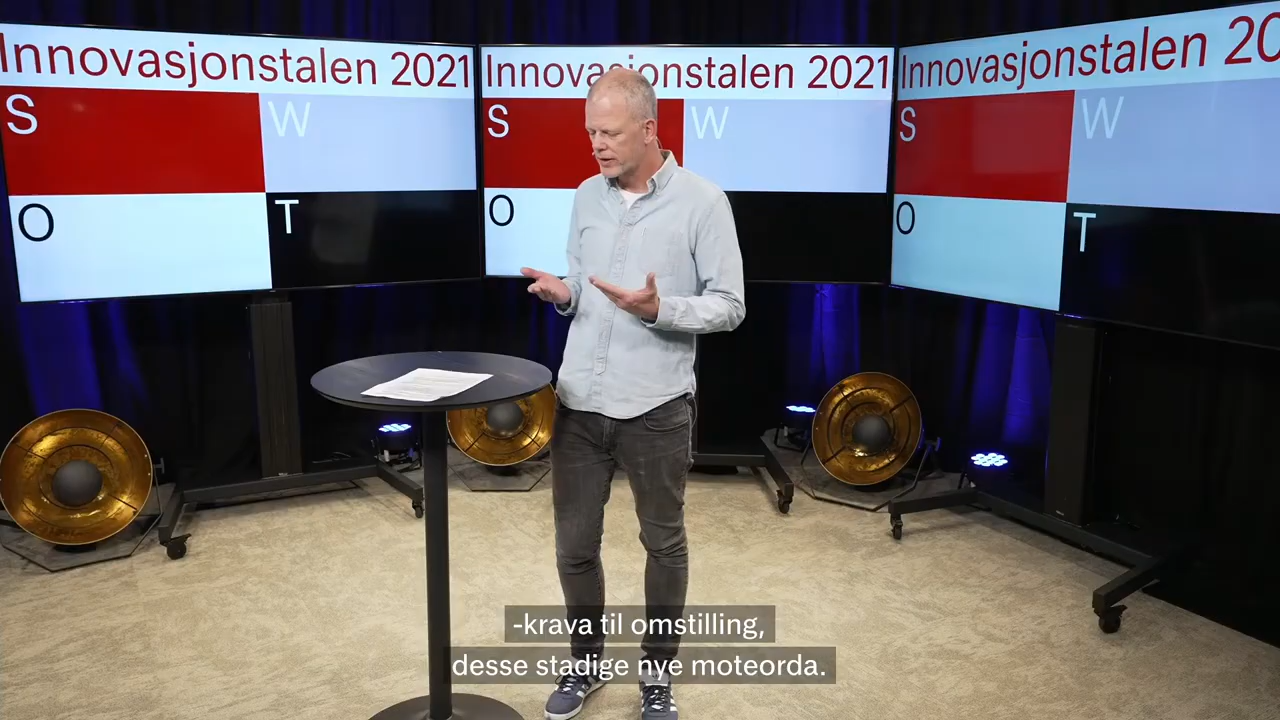 Innovasjonstalen 2021
S
W
O
T
Innovasjonstalen 2021
S
W
O
Innovasjonstalen 20
S
W
O
T
-krava til omstilling,
desse stadige nye moteorda.